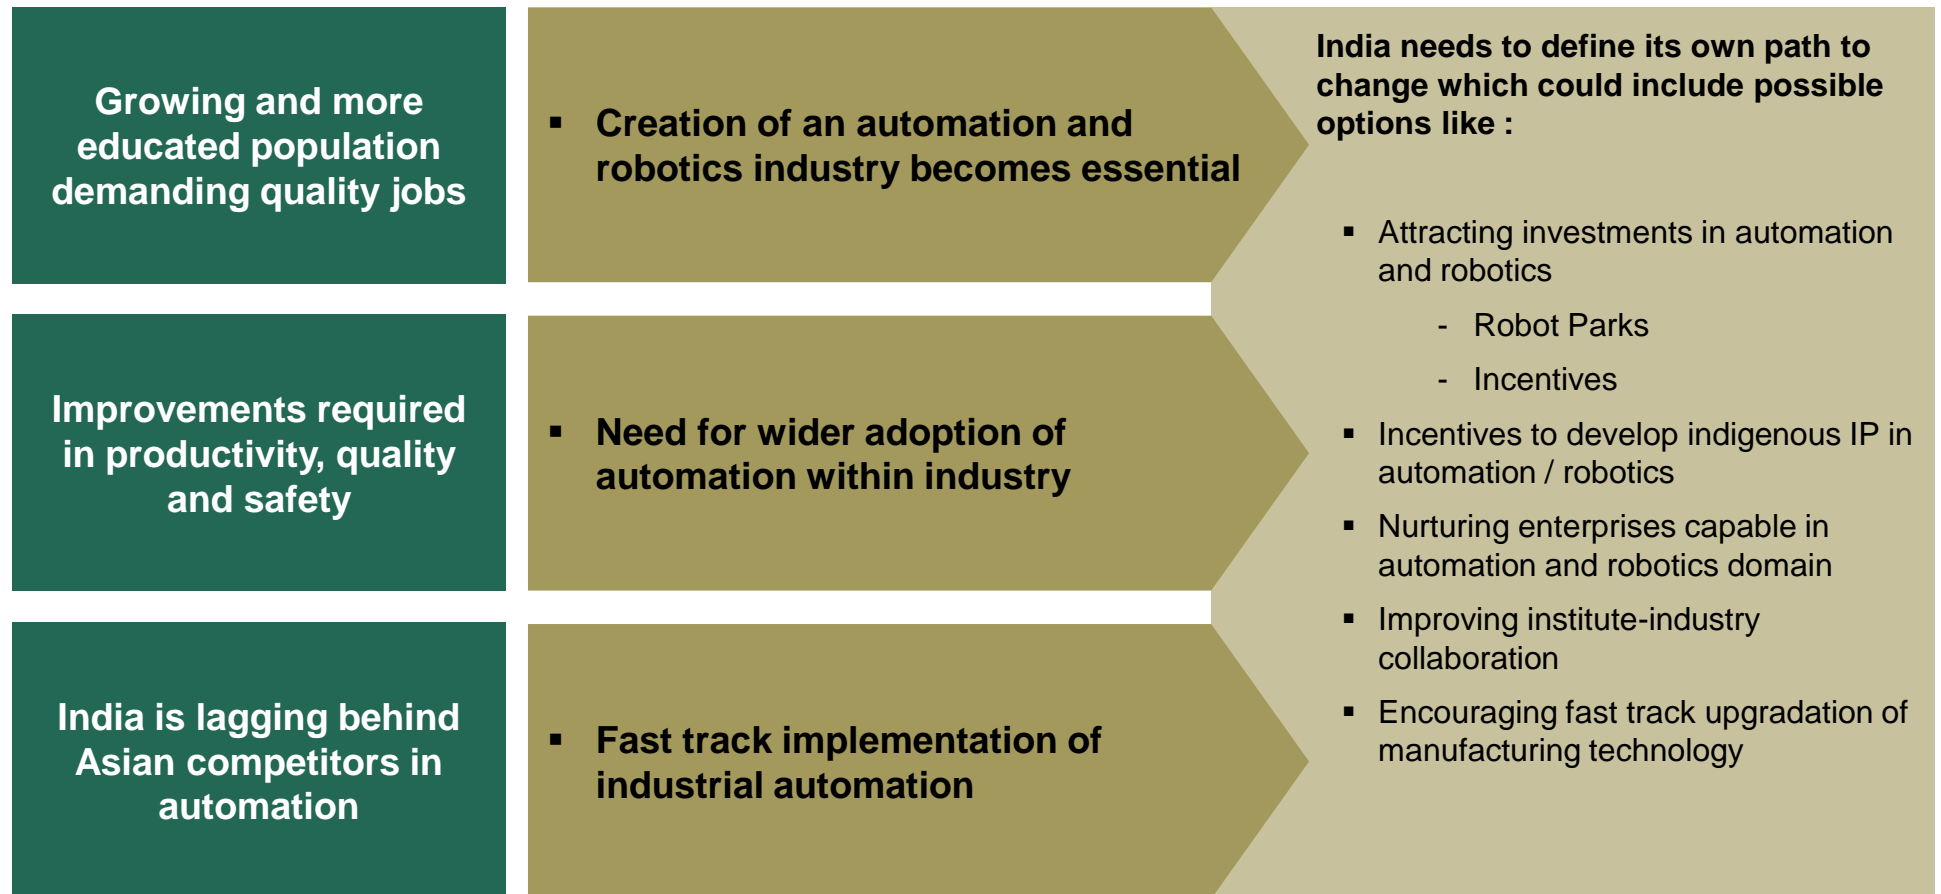 Growing and more
educated population
demanding quality jobs
▪ Creation of an automation and
robotics industry becomes essential
Improvements required
in productivity, quality
and safety
▪ Need for wider adoption of
automation within industry
India is lagging behind
Asian competitors in
automation
▪ Fast track implementation of
industrial automation
India needs to define its own path to
change which could include possible
options like :
▪ Attracting investments in automation
and robotics
- Robot Parks
- Incentives
▪ Incentives to develop indigenous IP in
automation / robotics
▪ Nurturing enterprises capable in
automation and robotics domain
▪ Improving institute-industry
collaboration
▪ Encouraging fast track upgradation of
manufacturing technology